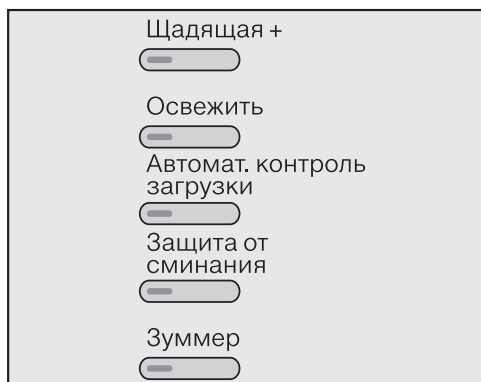 Щадящая +
Освежить
Автомат. контроль
загрузки
Защита от
сминания
Зуммер